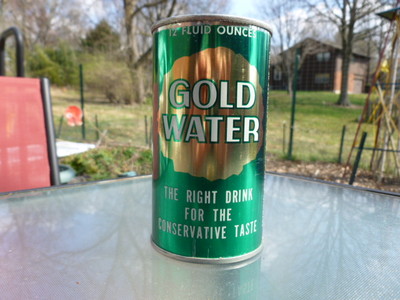 12 FLUID OUNCES
GOLD
WATER
THE RIGHT DRINK
FOR THE
CONSERVATIVE TASTE